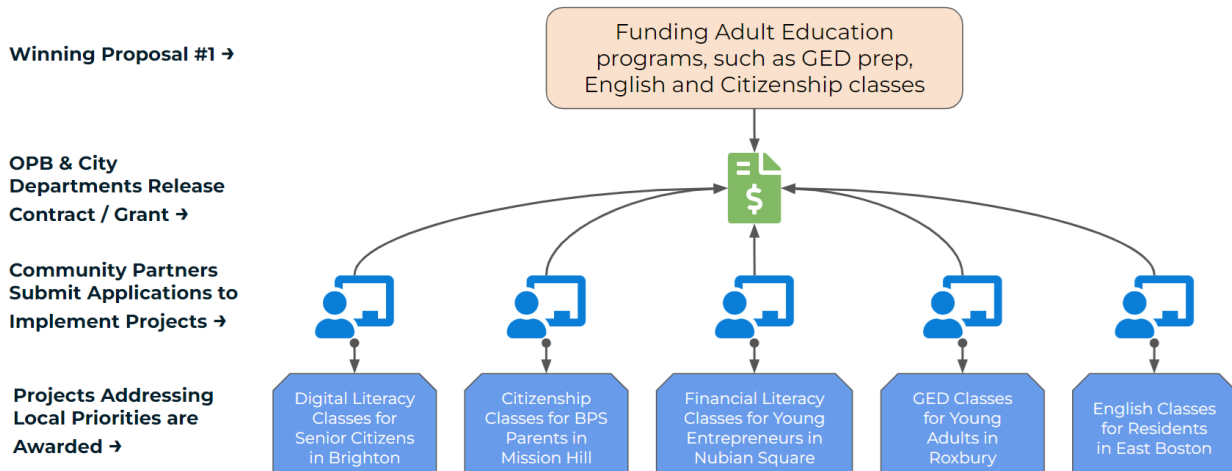 Winning Proposal #1 →
Funding Adult Education
programs, such as GED prep,
English and Citizenship classes
OPB & City
Departments Release
Contract / Grant →
$
Community Partners
Submit Applications to
Implement Projects →
Projects Addressing
Local Priorities are
Awarded →
Digital Literacy
Classes for
Senior Citizens
in Brighton
Citizenship
Classes for BPS
Parents in
Mission Hill
Financial Literacy
Classes for Young
Entrepreneurs in
Nubian Square
GED Classes
for Young
Adults in
Roxbury
English Classes
for Residents
in East Boston